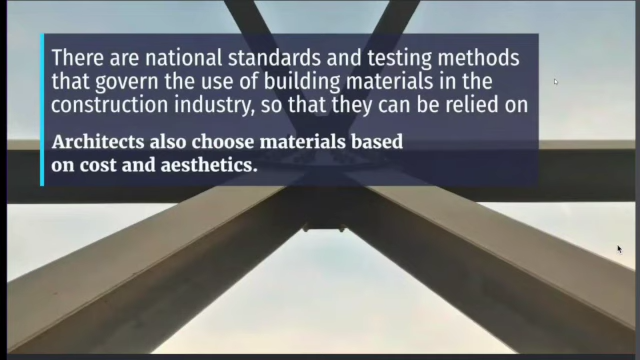 There are national standards and testing methods
that govern the use of building materials in the
construction industry, so that they can be relied on
Architects also choose materials based
on cost and aesthetics.